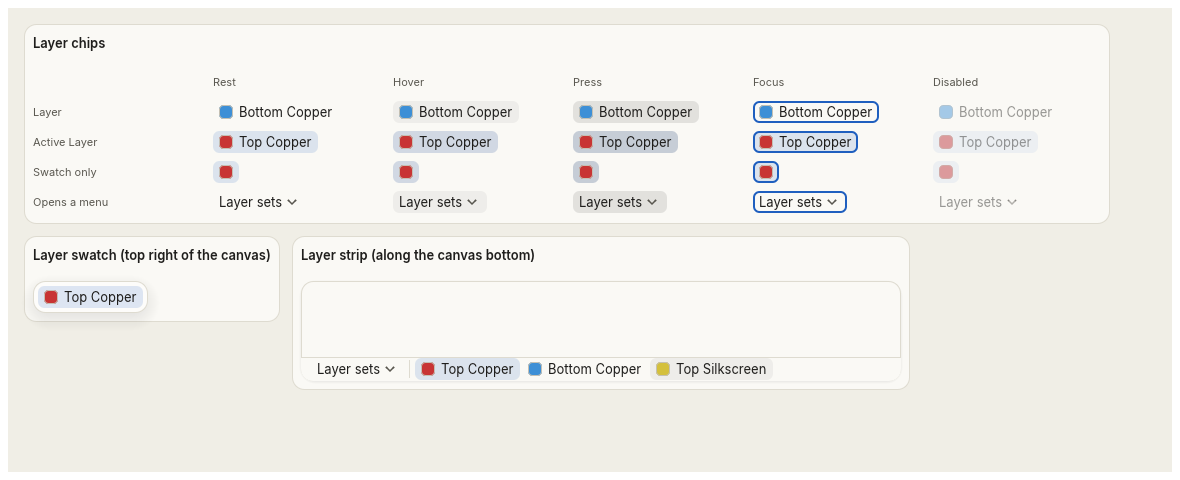 Layer chips
Rest Hover Press Focus Disabled
Layer Bottom Copper Bottom Copper Bottom Copper Bottom Copper Bottom Copper
Active Layer Top Copper Top Copper Top Copper Top Copper Top Copper
Swatch only
Opens a menu Layer sets Layer sets Layer sets Layer sets Layer sets
Layer swatch (top right of the canvas)
Top Copper
Layer strip (along the canvas bottom)
Layer sets Top Copper Bottom Copper Top Silkscreen